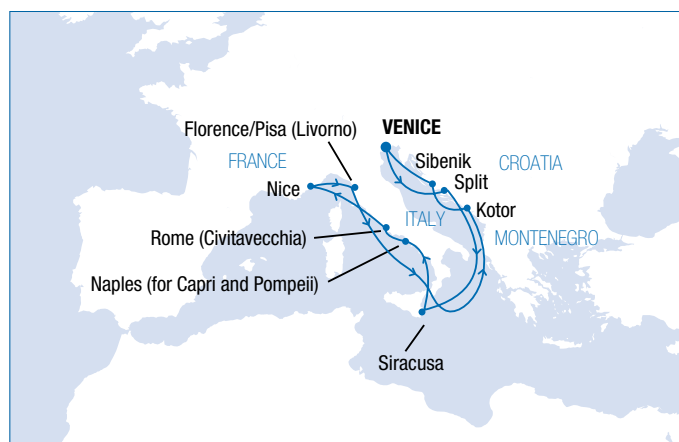 Florence/Pisa (Livorno)
VENICE
FRANCE
Sibenik
CROATIA
Nice
Split
Kotor
ITALY
Rome (Civitavecchia)
MONTENEGRO
Naples (for Capri and Pompeii)
Siracusa